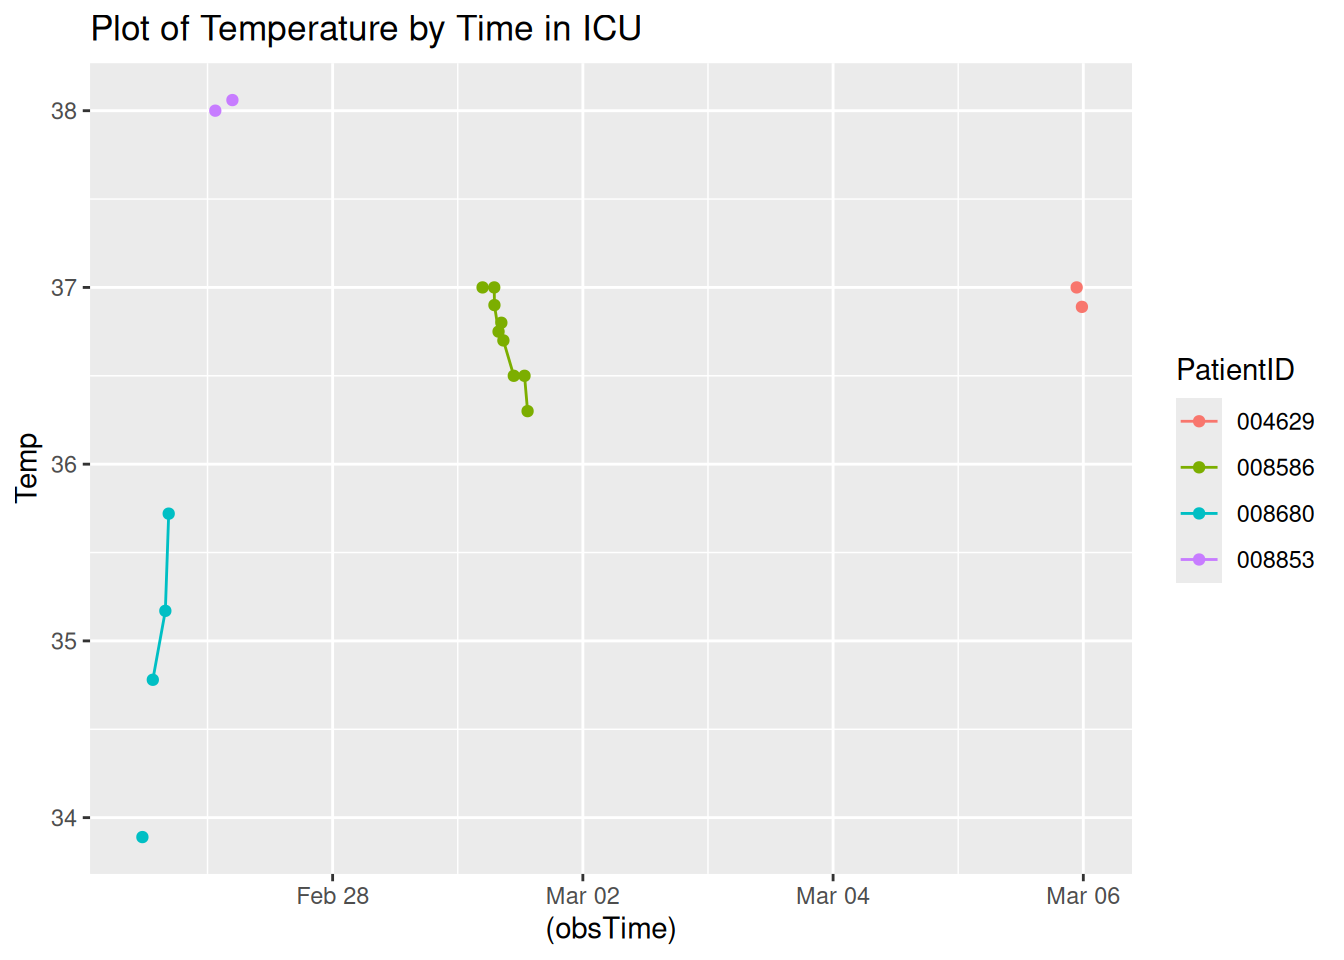 Plot of Temperature by Time in ICU
38
37
36
35
34
Temp
Feb 28
Mar 02
Mar 04
Mar 06
(obsTime)
PatientID
004629
008586
008680
008853